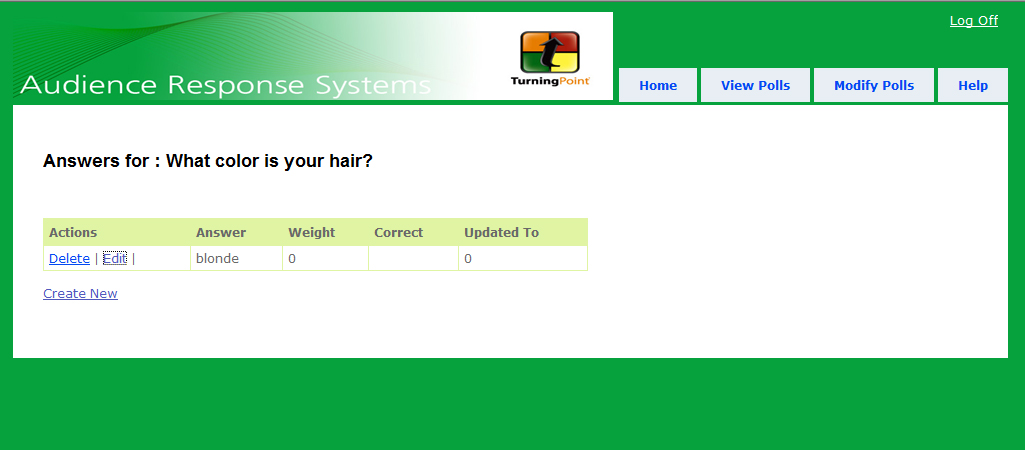 Log Off
Audience Response Systems
TurningPoint
Home View Polls Modify Polls Help
Answers for : What color is your hair?
Actions Answer Weight Correct Updated To
Delete | Edit | blonde 0 0
Create New